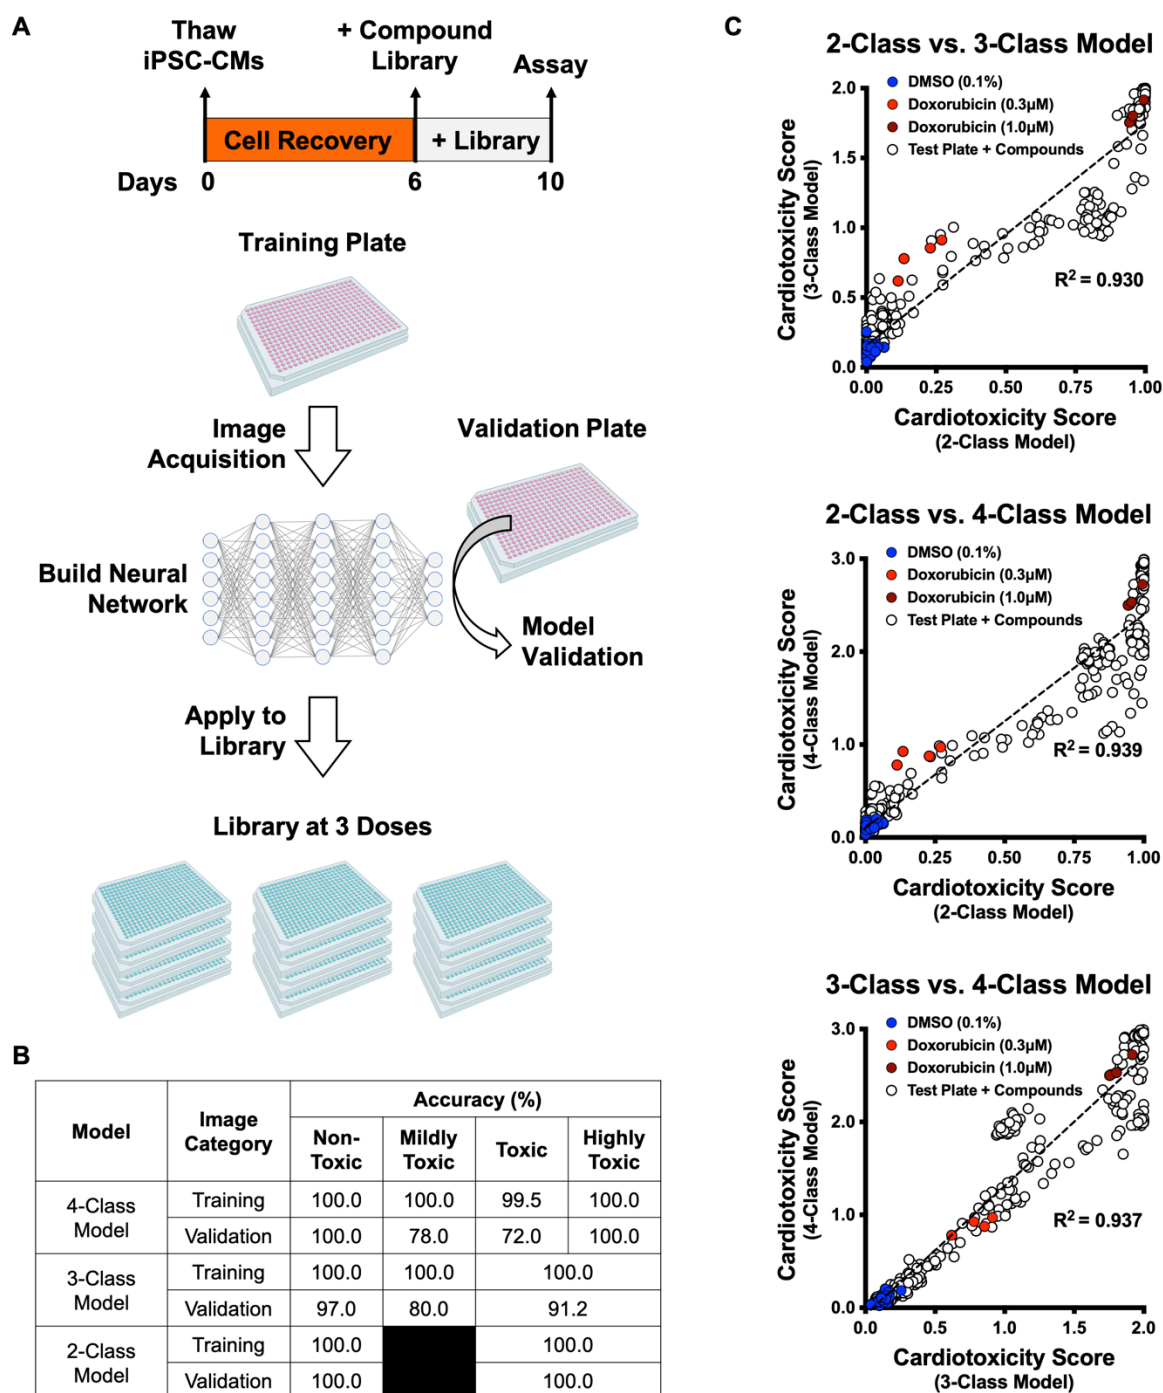 A
Thaw
iPSC-CMs
+ Compound
Library
Assay
Cell Recovery
+ Library
Days 0 6 10
Training Plate
Image
Acquisition
Validation Plate
Build Neural
Network
Model
Validation
Apply to
Library
Library at 3 Doses
B
Model
Image
Category
Accuracy (%)
Non-
Toxic
Mildly
Toxic
Toxic
Highly
Toxic
4-Class
Model
Training 100.0 100.0 99.5 100.0
Validation 100.0 78.0 72.0 100.0
3-Class
Model
Training 100.0 100.0 100.0
Validation 97.0 80.0 91.2
2-Class
Model
Training 100.0 100.0
Validation 100.0 100.0
C
2-Class vs. 3-Class Model
DMSO (0.1%)
Doxorubicin (0.3µM)
Doxorubicin (1.0µM)
Test Plate + Compounds
Cardiotoxicity Score
(3-Class Model)
2.0
1.5
1.0
0.5
0.0
R² = 0.930
0.00 0.25 0.50 0.75 1.00
Cardiotoxicity Score
(2-Class Model)
2-Class vs. 4-Class Model
DMSO (0.1%)
Doxorubicin (0.3µM)
Doxorubicin (1.0µM)
Test Plate + Compounds
Cardiotoxicity Score
(4-Class Model)
3.0
2.0
1.0
0.0
R² = 0.939
0.00 0.25 0.50 0.75 1.00
Cardiotoxicity Score
(2-Class Model)
3-Class vs. 4-Class Model
DMSO (0.1%)
Doxorubicin (0.3µM)
Doxorubicin (1.0µM)
Test Plate + Compounds
Cardiotoxicity Score
(4-Class Model)
3.0
2.0
1.0
0.0
R² = 0.937
0.0 0.5 1.0 1.5 2.0
Cardiotoxicity Score
(3-Class Model)